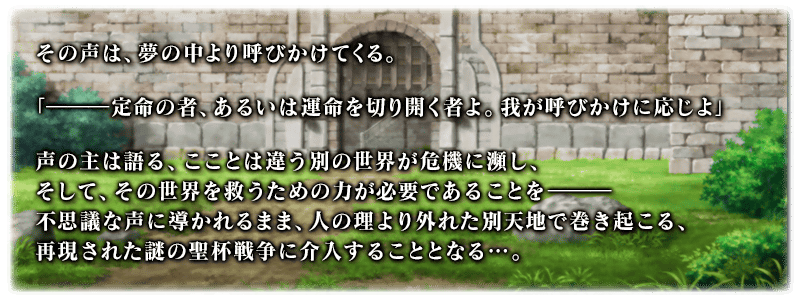 その声は、夢の中より呼びかけてくる。
「―――定命の者、あるいは運命を切り開く者よ。我が呼びかけに応じよ」
声の主は語る、こことは違う別の世界が危機に瀕し、
そして、その世界を救うための力が必要であることを―――
不思議な声に導かれるまま、人の理より外れた別天地で巻き起こる、
再現された謎の聖杯戦争に介入することとなる…。